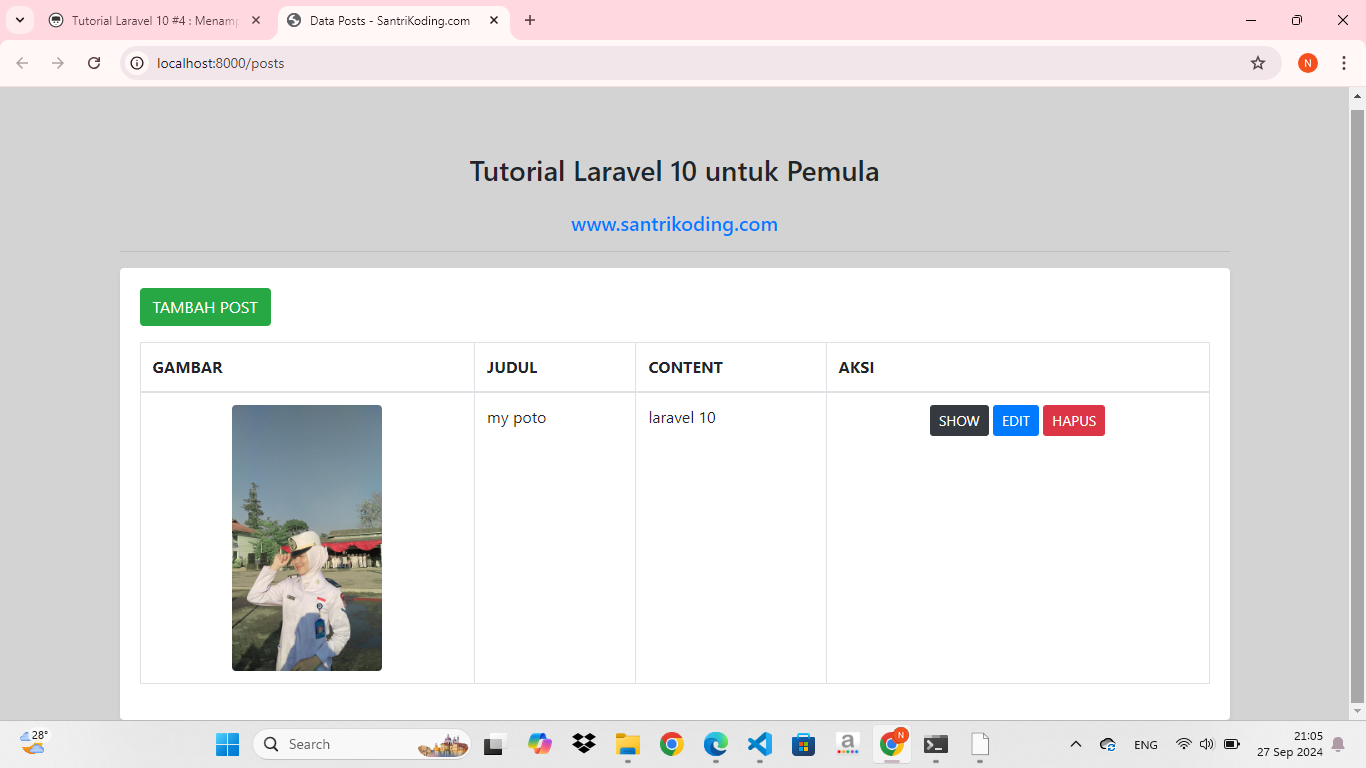 Tutorial Laravel 10 #4 : Menamp
Data Posts - SantriKoding.com
localhost:8000/posts
N
Tutorial Laravel 10 untuk Pemula
www.santrikoding.com
TAMBAH POST
GAMBAR JUDUL CONTENT AKSI
my poto laravel 10 SHOW EDIT HAPUS
28°
Search
a
N
ENG
21:05
27 Sep 2024